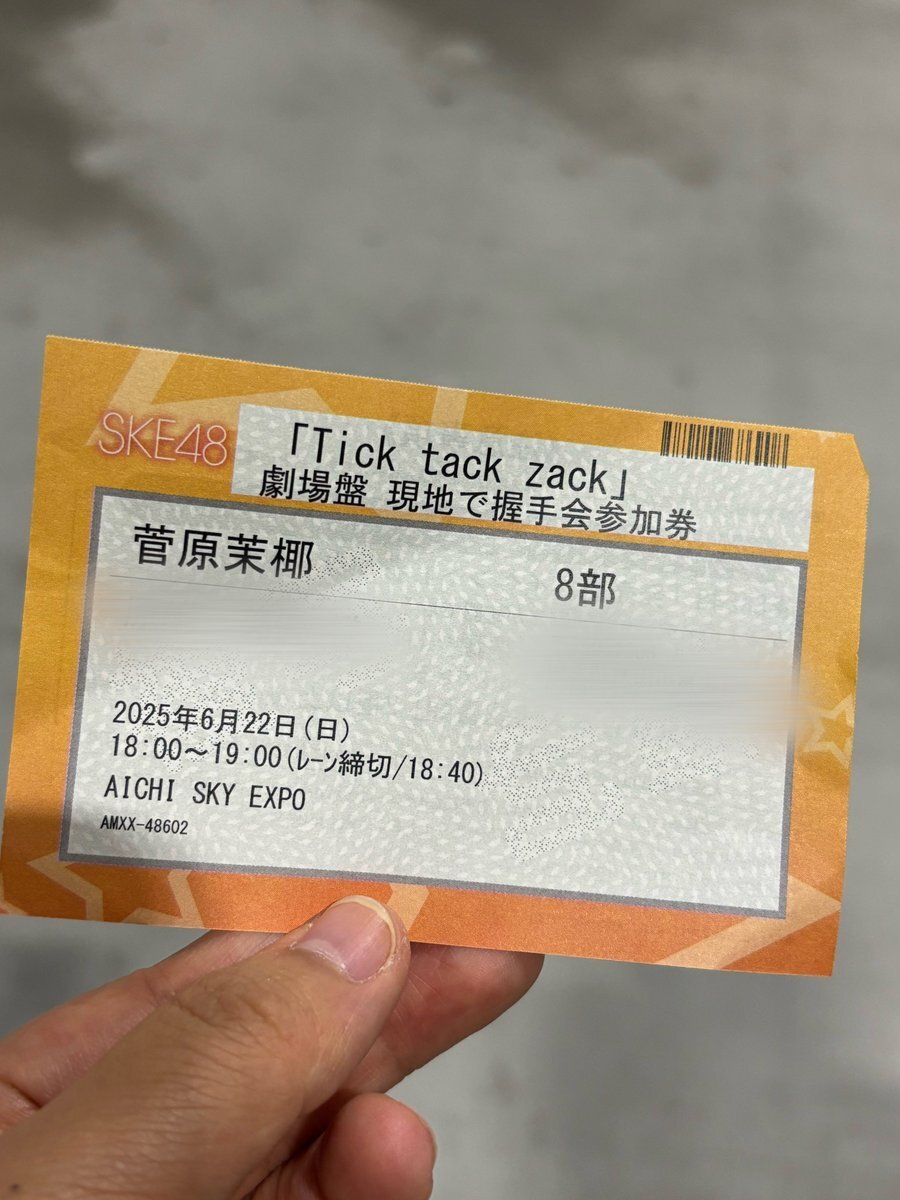 SKE48
「Tick tack zack」
劇場盤 現地で握手会参加券
菅原茉椰 8部
2025年6月22日(日)
18:00～19:00(ﾚｰﾝ締切/18:40)
AICHI SKY EXPO
AMXX-48602